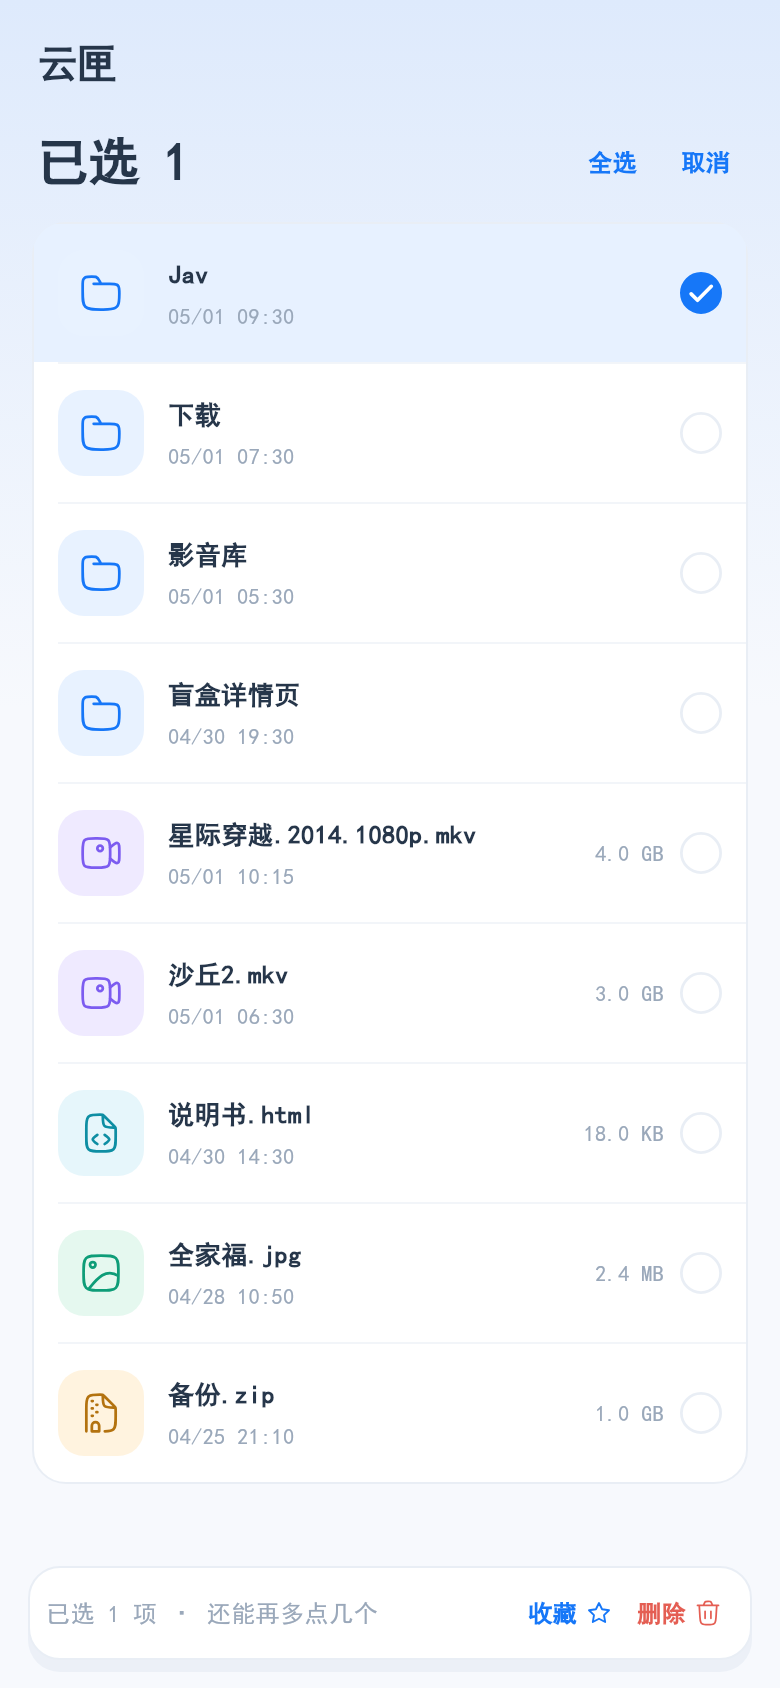 云匣
已选 1
全选 取消
Jav
05/01 09:30
下载
05/01 07:30
影音库
05/01 05:30
盲盒详情页
04/30 19:30
星际穿越.2014.1080p.mkv
05/01 10:15
4.0 GB
沙丘2.mkv
05/01 06:30
3.0 GB
说明书.html
04/30 14:30
18.0 KB
全家福.jpg
04/28 10:50
2.4 MB
备份.zip
04/25 21:10
1.0 GB
已选 1 项 · 还能再多点几个 收藏 删除